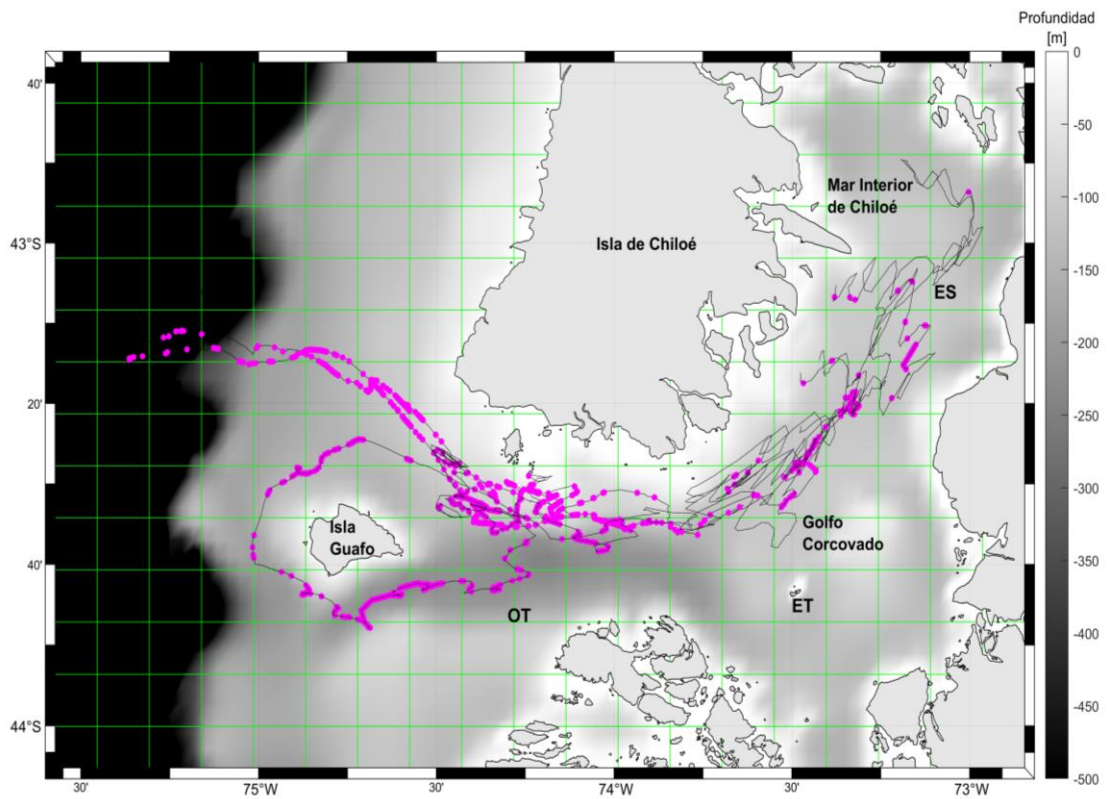 Profundidad
[m]
0
-50
-100
-150
-200
-250
-300
-350
-400
-450
-500
40'
43°S
20'
40'
44°S
Mar Interior
de Chiloé
Isla de Chiloé
ES
Isla
Guafo
Golfo
Corcovado
ET
OT
30'
75°W
30'
74°W
30'
73°W